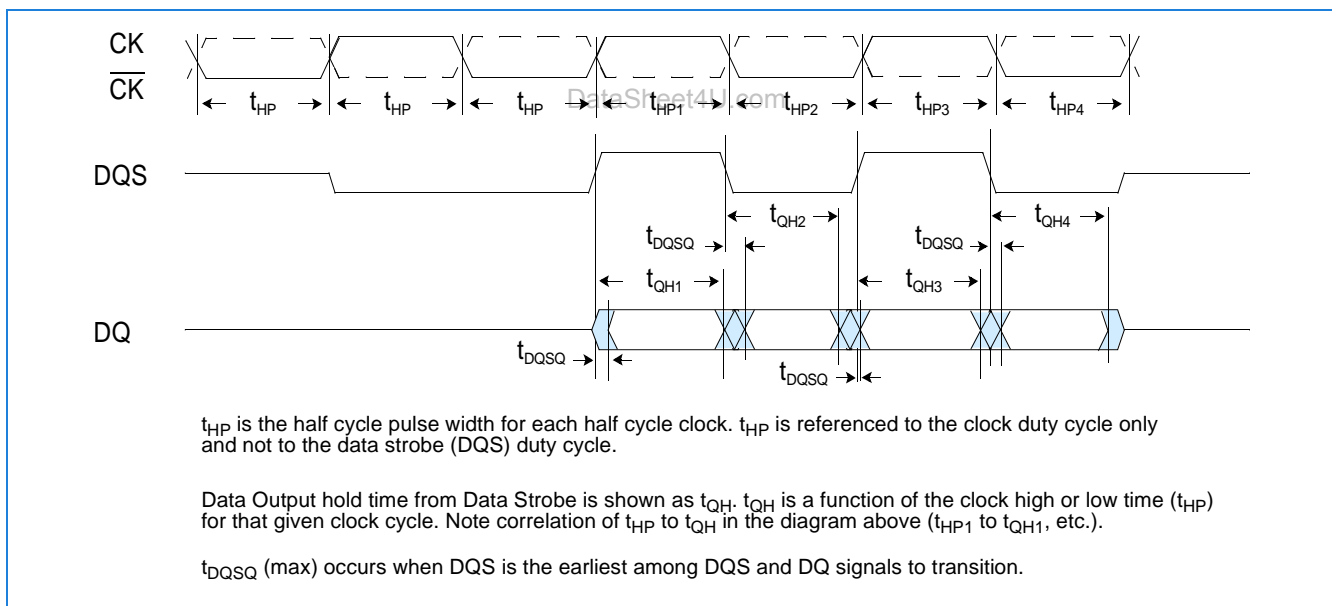 CK
CK
tHP tHP tHP tHP1 tHP2 tHP3 tHP4
DataSheet4U.com
DQS
tQH2 tQH4
tDQSQ tDQSQ
tQH1 tQH3
DQ
tDQSQ tDQSQ
tHP is the half cycle pulse width for each half cycle clock. tHP is referenced to the clock duty cycle only
and not to the data strobe (DQS) duty cycle.
Data Output hold time from Data Strobe is shown as tQH. tQH is a function of the clock high or low time (tHP)
for that given clock cycle. Note correlation of tHP to tQH in the diagram above (tHP1 to tQH1, etc.).
tDQSQ (max) occurs when DQS is the earliest among DQS and DQ signals to transition.